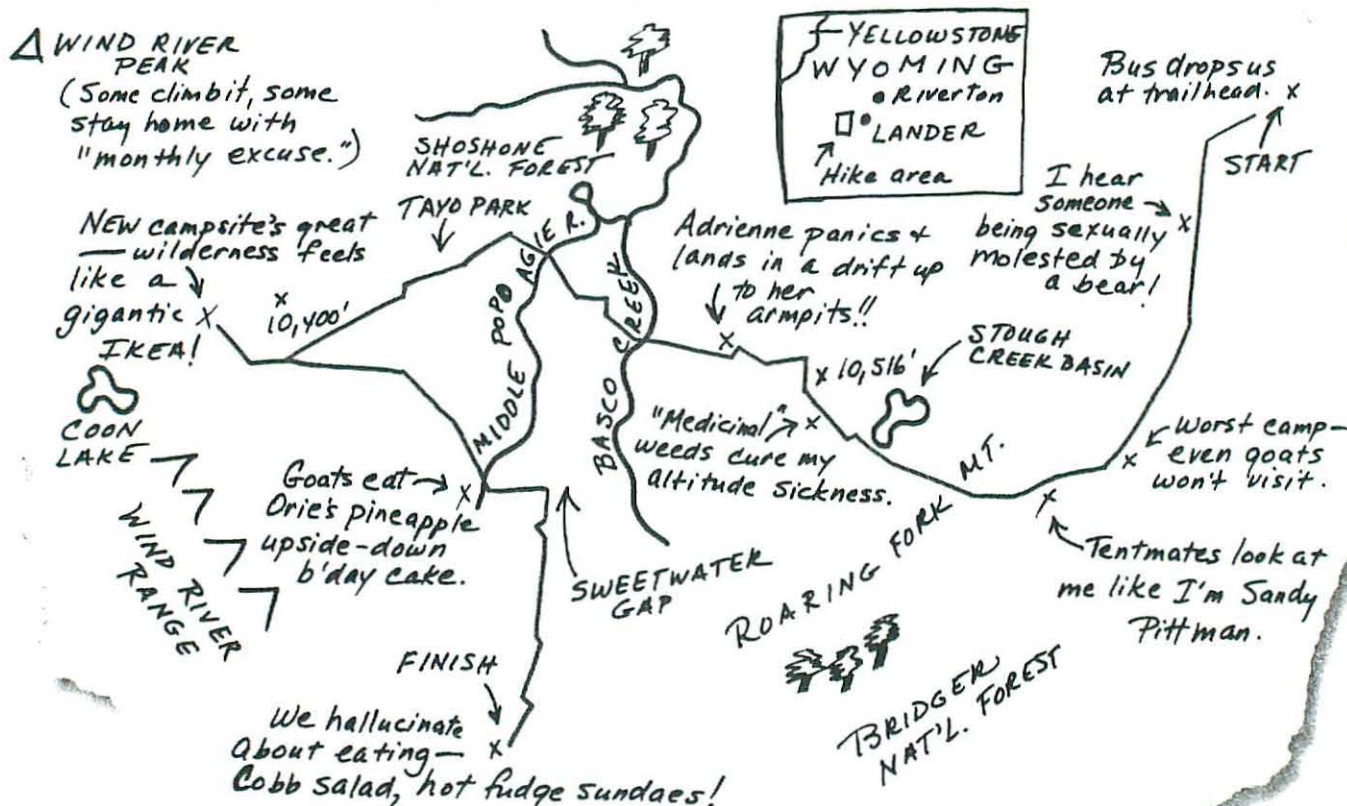 WIND RIVER
PEAK
(Some climb it, some
stay home with
"monthly excuse.")
SHOSHONE
NAT'L. FOREST
YELLOWSTONE
WYOMING
Riverton
LANDER
Hike area
Bus drops us
at trailhead. x
START
I hear
someone
being sexually
molested by
a bear!
x
NEW campsite's great
— wilderness feels
like a
gigantic x
IKEA!
TAYO PARK
x
10,400'
MIDDLE POPO AGIE R.
BASCO CREEK
Adrienne panics +
lands in a drift up
to her
armpits!!
x
x 10,516'
STOUGH
CREEK BASIN
"Medicinal" x
weeds cure my
altitude sickness.
x worst camp—
even goats
won't visit.
x
Tentmates look at
me like I'm Sandy
Pittman.
COON
LAKE
WIND RIVER
RANGE
Goats eat x
Orie's pineapple
upside-down
b'day cake.
SWEETWATER
GAP
ROARING FORK MT.
BRIDGER
NAT'L. FOREST
FINISH
We hallucinate
about eating— x
Cobb salad, hot fudge sundaes!